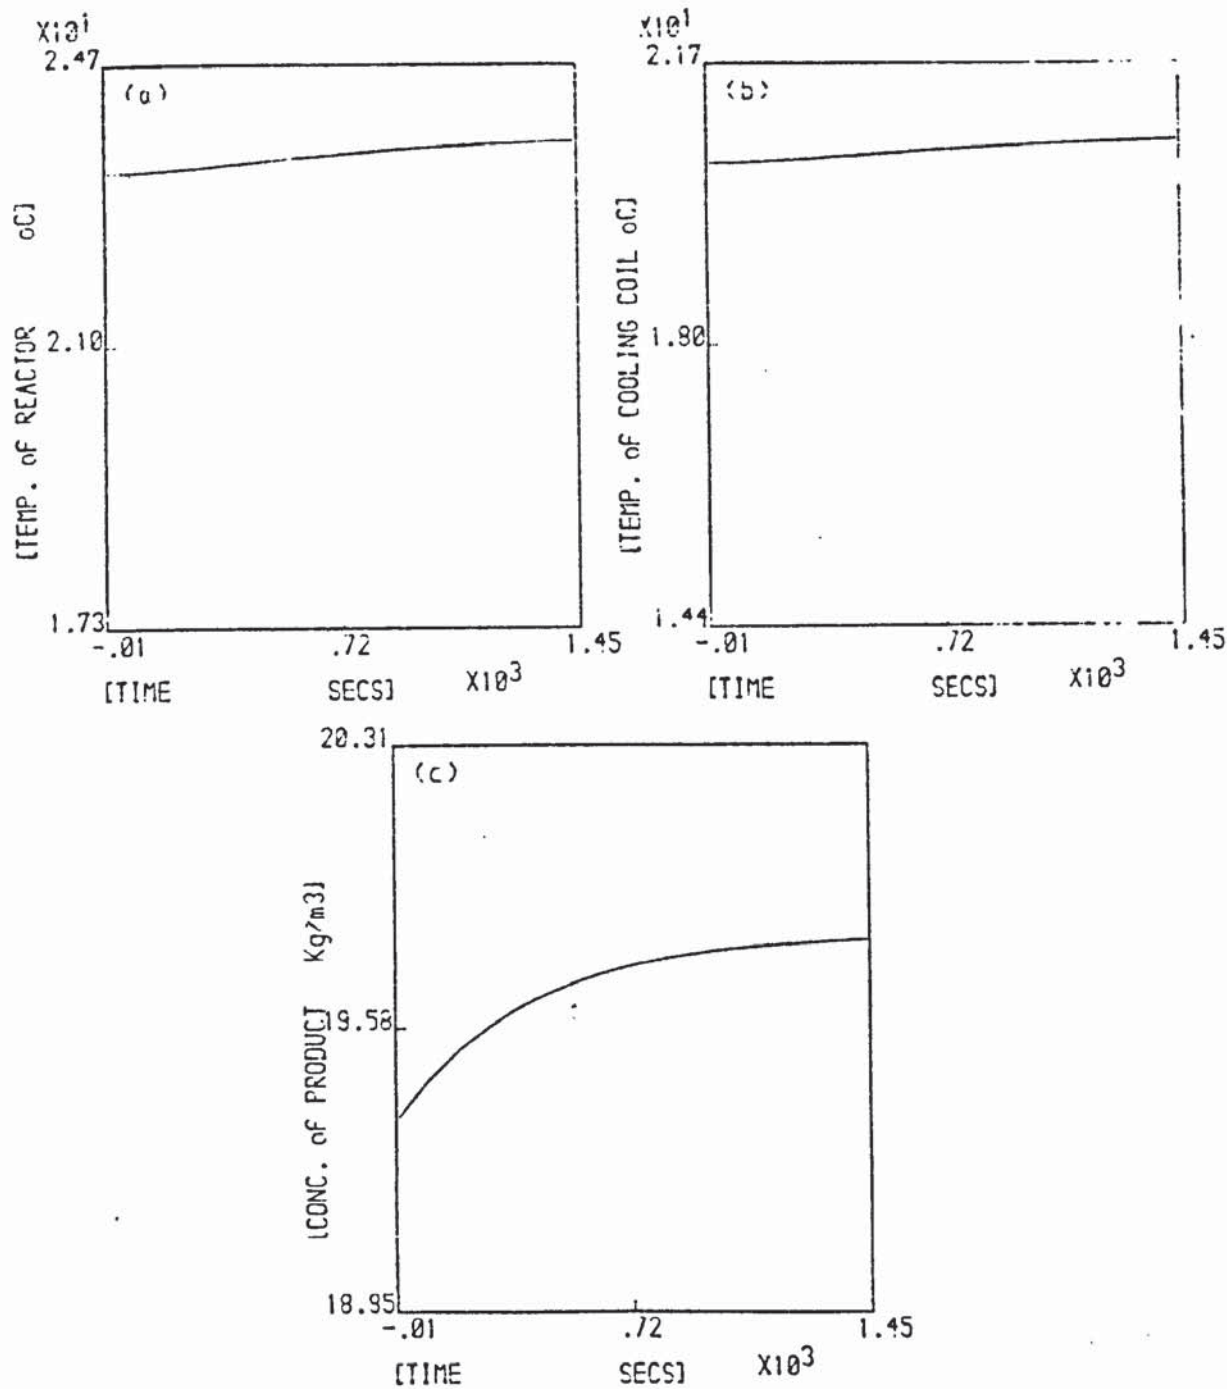 X10¹
2.47
(a)
[TEMP. of REACTOR oC]
2.10
1.73
-.01 .72 1.45
[TIME SECS] X10³
X10¹
2.17
(b)
[TEMP. of COOLING COIL oC]
1.80
1.44
-.01 .72 1.45
[TIME SECS] X10³
20.31
(c)
[CONC. of PRODUCT Kg/m3]
19.58
18.85
-.01 .72 1.45
[TIME SECS] X10³